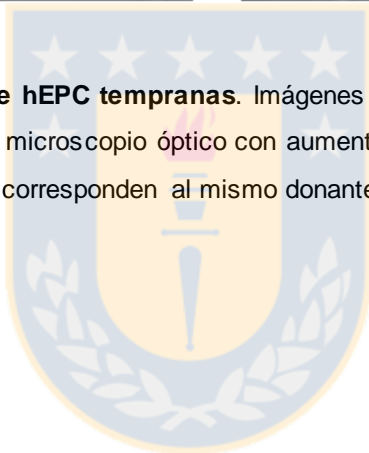 e hEPC tempranas. Imágenes
microscopio óptico con aument
corresponden al mismo donante